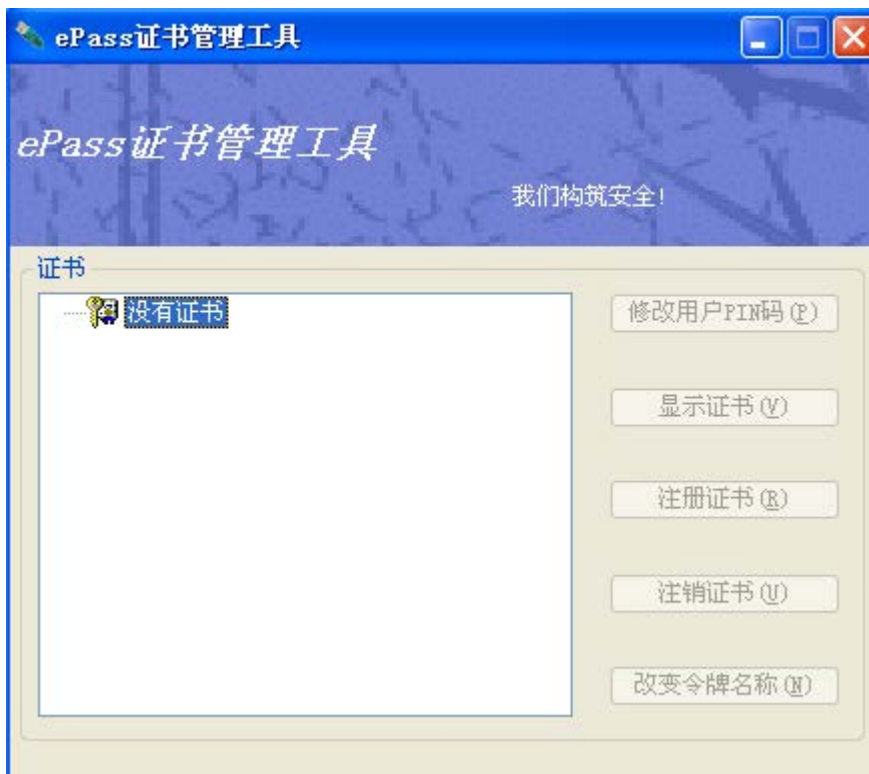 ePass证书管理工具
ePass证书管理工具
我们构筑安全!
证书
没有证书
修改用户PIN码(P)
显示证书(V)
注册证书(R)
注销证书(U)
改变令牌名称(N)